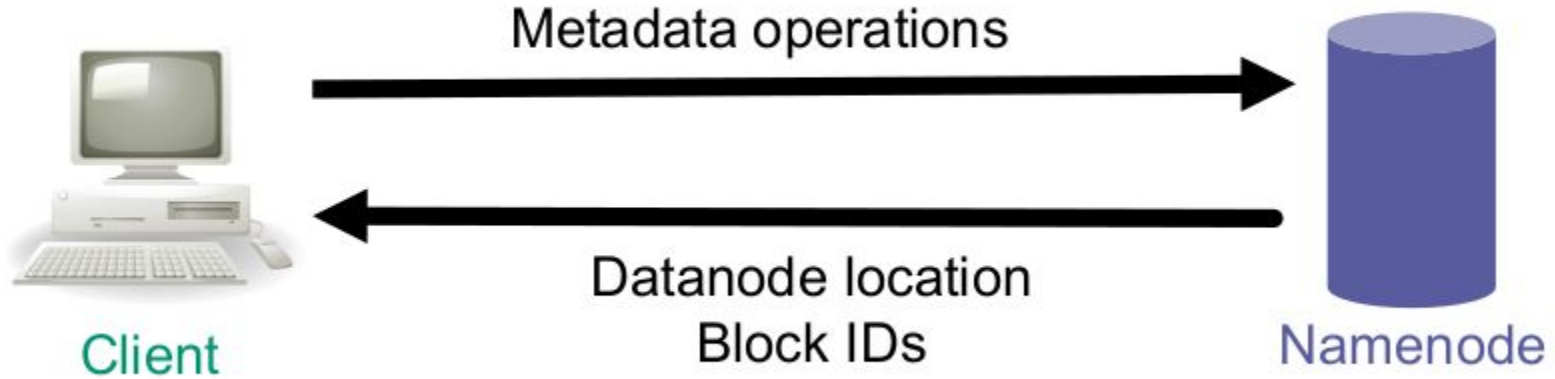 Metadata operations
Datanode location
Block IDs
Client
Namenode